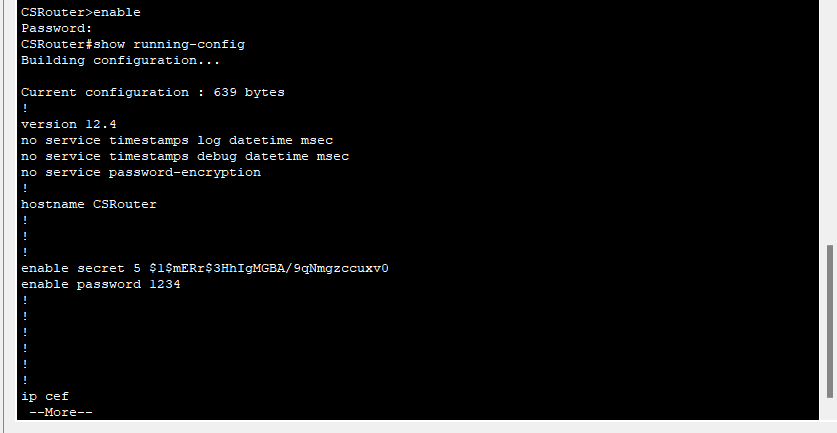 CSRouter>enable
Password:
CSRouter#show running-config
Building configuration...
Current configuration : 639 bytes
!
version 12.4
no service timestamps log datetime msec
no service timestamps debug datetime msec
no service password-encryption
!
hostname CSRouter
!
!
!
enable secret 5 $1$mERr$3HhIgMGBA/9qNmgzccuxv0
enable password 1234
!
!
!
!
!
!
ip cef
--More--